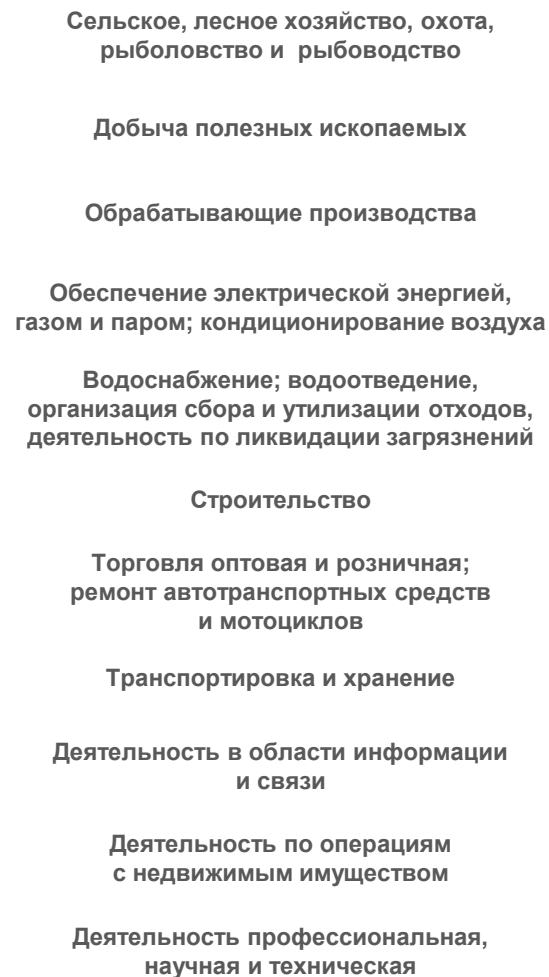 Сельское, лесное хозяйство, охота,
рыболовство и рыбоводство
Добыча полезных ископаемых
Обрабатывающие производства
Обеспечение электрической энергией,
газом и паром; кондиционирование воздуха
Водоснабжение; водоотведение,
организация сбора и утилизации отходов,
деятельность по ликвидации загрязнений
Строительство
Торговля оптовая и розничная;
ремонт автотранспортных средств
и мотоциклов
Транспортировка и хранение
Деятельность в области информации
и связи
Деятельность по операциям
с недвижимым имуществом
Деятельность профессиональная,
научная и техническая